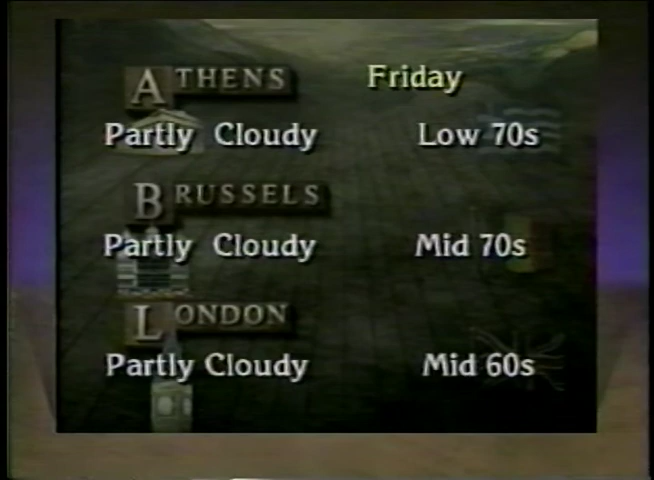 ATHENS Friday
Partly Cloudy Low 70s
BRUSSELS
Partly Cloudy Mid 70s
LONDON
Partly Cloudy Mid 60s